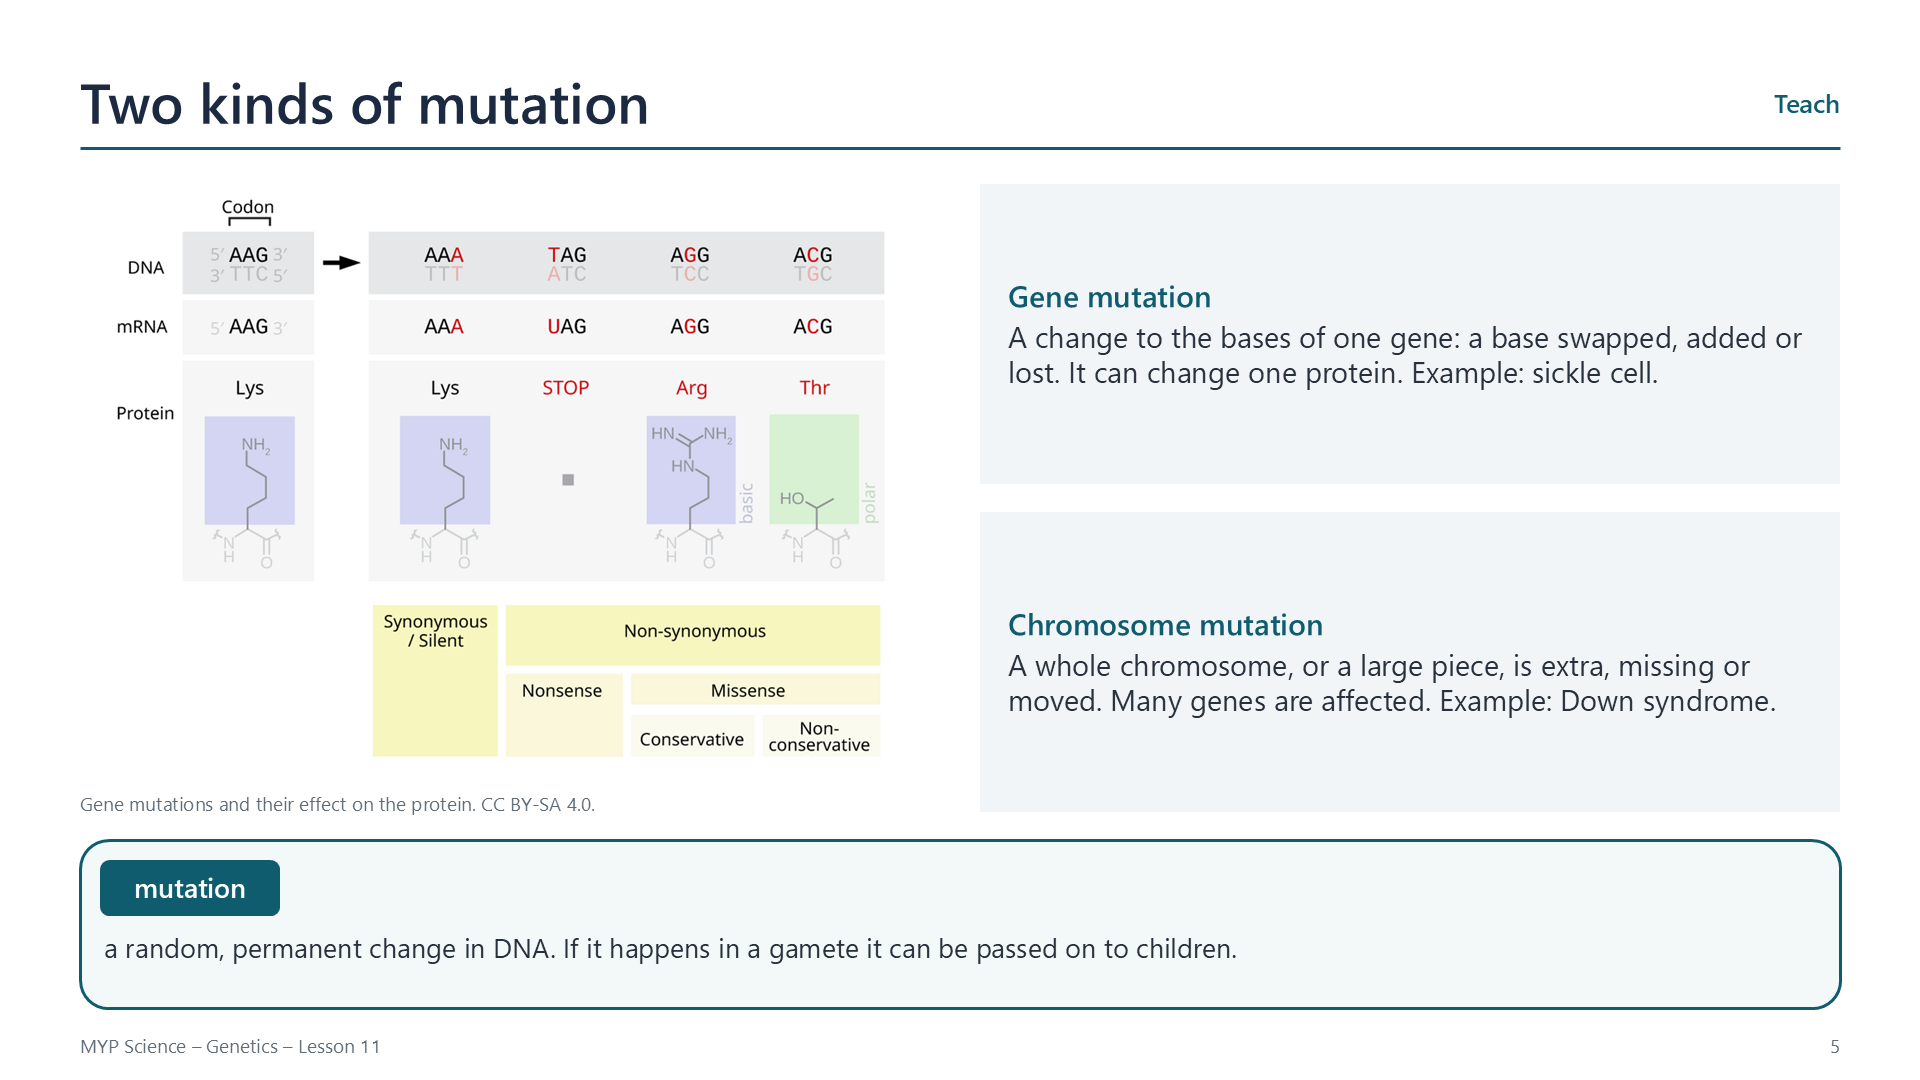 Two kinds of mutation
Teach
Codon
DNA
5′ AAG 3′
3′ TTC 5′
AAA TAG AGG ACG
TTT ATC TCC TGC
mRNA
5′ AAG 3′
AAA UAG AGG ACG
Protein
Lys
Lys STOP Arg Thr
NH2
NH2
HN NH2
HN
HO
basic
polar
N H O
N H O
N H O
N H O
Synonymous
/ Silent
Non-synonymous
Nonsense
Missense
Conservative
Non-
conservative
Gene mutations and their effect on the protein. CC BY-SA 4.0.
Gene mutation
A change to the bases of one gene: a base swapped, added or
lost. It can change one protein. Example: sickle cell.
Chromosome mutation
A whole chromosome, or a large piece, is extra, missing or
moved. Many genes are affected. Example: Down syndrome.
mutation
a random, permanent change in DNA. If it happens in a gamete it can be passed on to children.
MYP Science – Genetics – Lesson 11
5